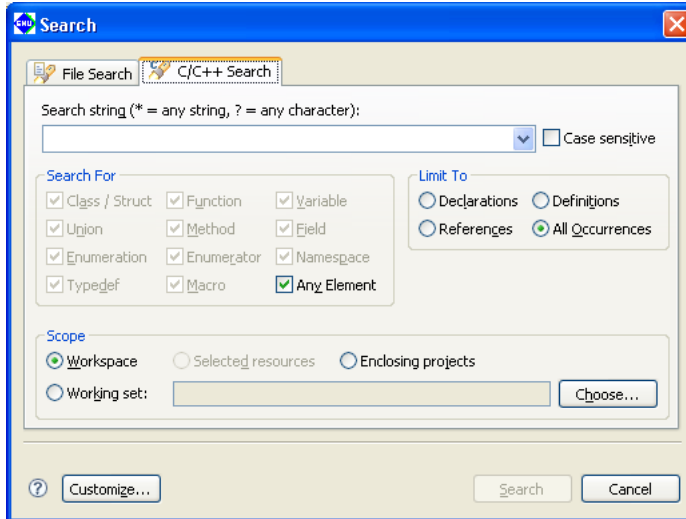 GNU Search
File Search C/C++ Search
Search string (* = any string, ? = any character):
Case sensitive
Search For
Class / Struct Function Variable
Union Method Field
Enumeration Enumerator Namespace
Typedef Macro Any Element
Limit To
Declarations Definitions
References All Occurrences
Scope
Workspace Selected resources Enclosing projects
Working set: Choose...
? Customize... Search Cancel